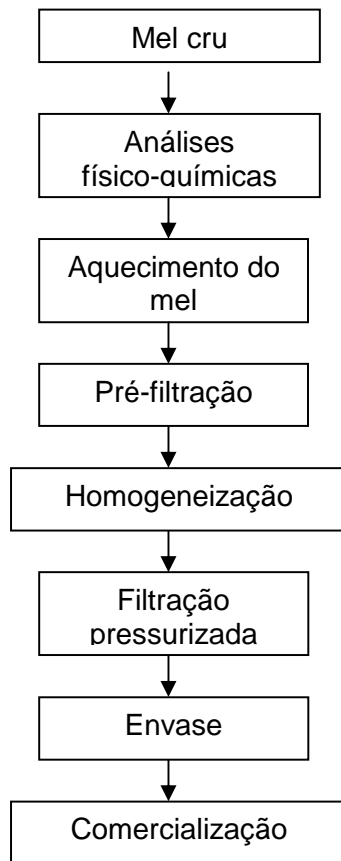 Mel cru
Análises
físico-químicas
Aquecimento do
mel
Pré-filtração
Homogeneização
Filtração
pressurizada
Envase
Comercialização